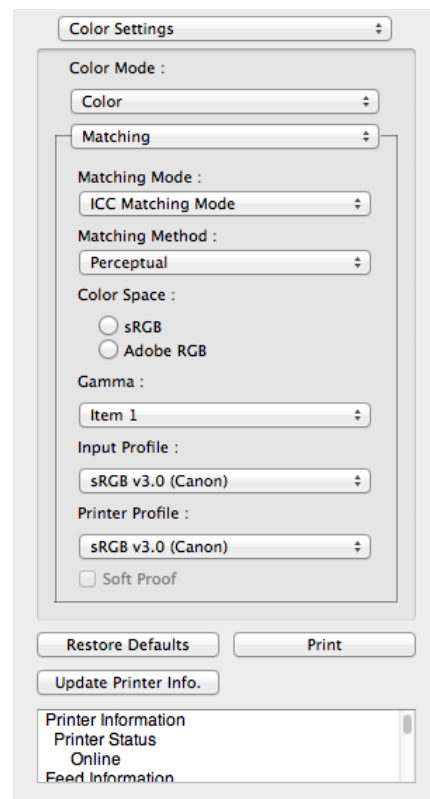 Color Settings
Color Mode :
Color
Matching
Matching Mode :
ICC Matching Mode
Matching Method :
Perceptual
Color Space :
sRGB
Adobe RGB
Gamma :
Item 1
Input Profile :
sRGB v3.0 (Canon)
Printer Profile :
sRGB v3.0 (Canon)
Soft Proof
Restore Defaults Print
Update Printer Info.
Printer Information
Printer Status
Online
Feed Information